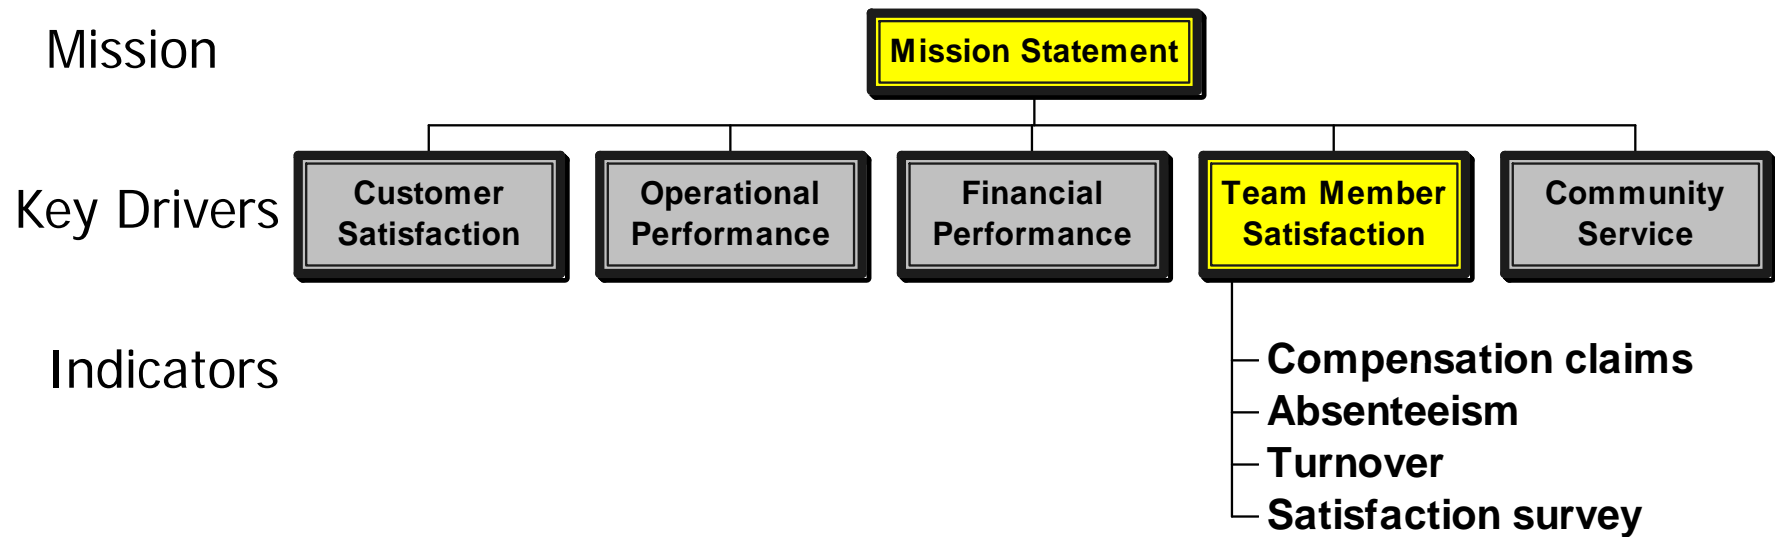 Mission
Mission Statement
Key Drivers
Customer
Satisfaction
Operational
Performance
Financial
Performance
Team Member
Satisfaction
Community
Service
Indicators
Compensation claims
Absenteeism
Turnover
Satisfaction survey